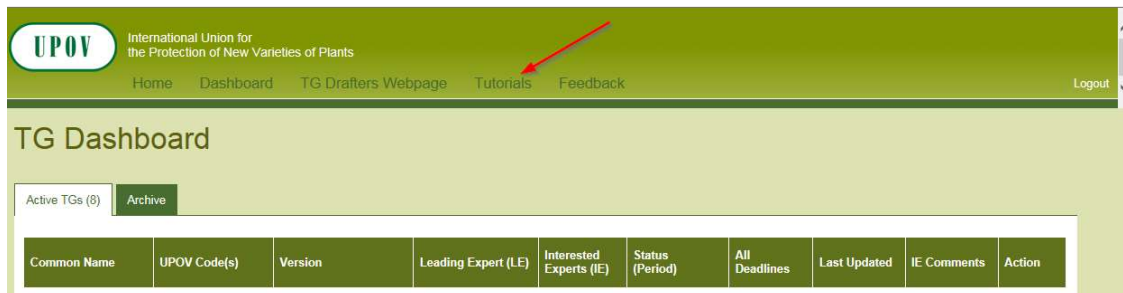 UPOV
International Union for
the Protection of New Varieties of Plants
Home Dashboard TG Drafters Webpage Tutorials Feedback
Logout
TG Dashboard
Active TGs (8) Archive
Common Name UPOV Code(s) Version Leading Expert (LE) Interested Experts (IE) Status (Period) All Deadlines Last Updated IE Comments Action